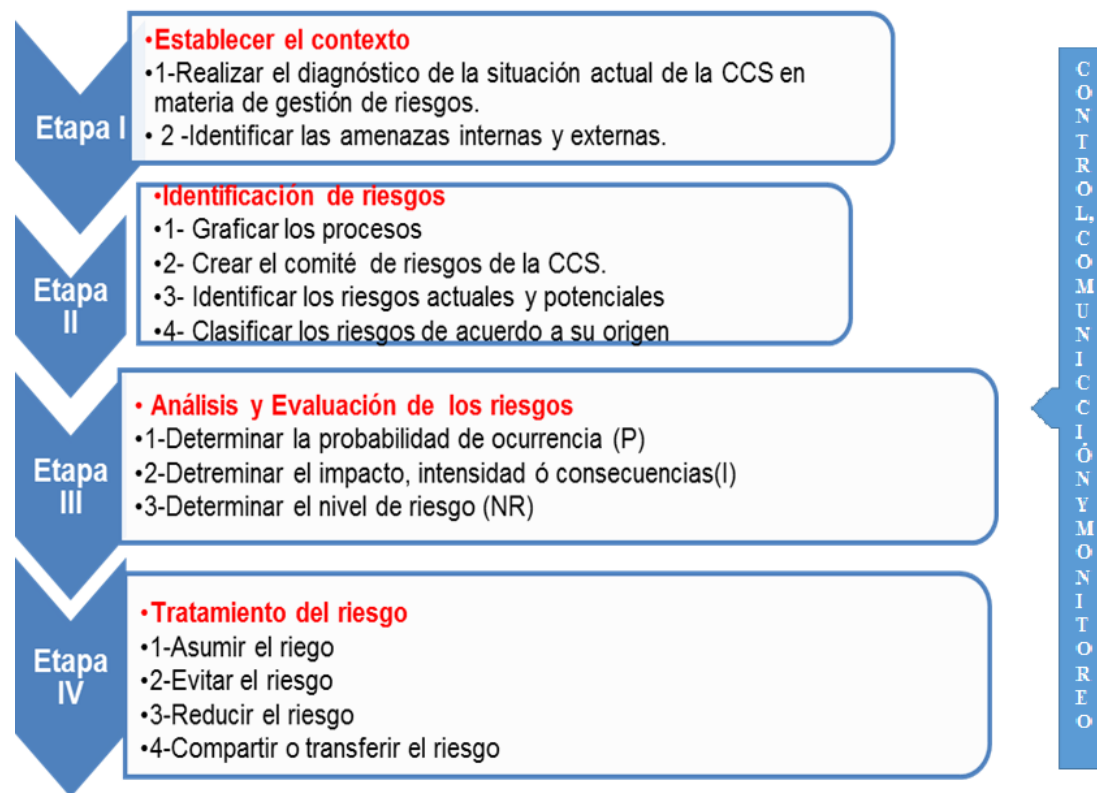 •Establecer el contexto
•1-Realizar el diagnóstico de la situación actual de la CCS en
materia de gestión de riesgos.
• 2 -Identificar las amenazas internas y externas.
Etapa I
•Identificación de riesgos
•1- Graficar los procesos
•2- Crear el comité de riesgos de la CCS.
•3- Identificar los riesgos actuales y potenciales
•4- Clasificar los riesgos de acuerdo a su origen
Etapa
II
• Análisis y Evaluación de los riesgos
•1-Determinar la probabilidad de ocurrencia (P)
•2-Detreminar el impacto, intensidad ó consecuencias(I)
•3-Determinar el nivel de riesgo (NR)
Etapa
III
•Tratamiento del riesgo
•1-Asumir el riego
•2-Evitar el riesgo
•3-Reducir el riesgo
•4-Compartir o transferir el riesgo
Etapa
IV
CONTROL,COMUNICCIÓNYMONITOREO